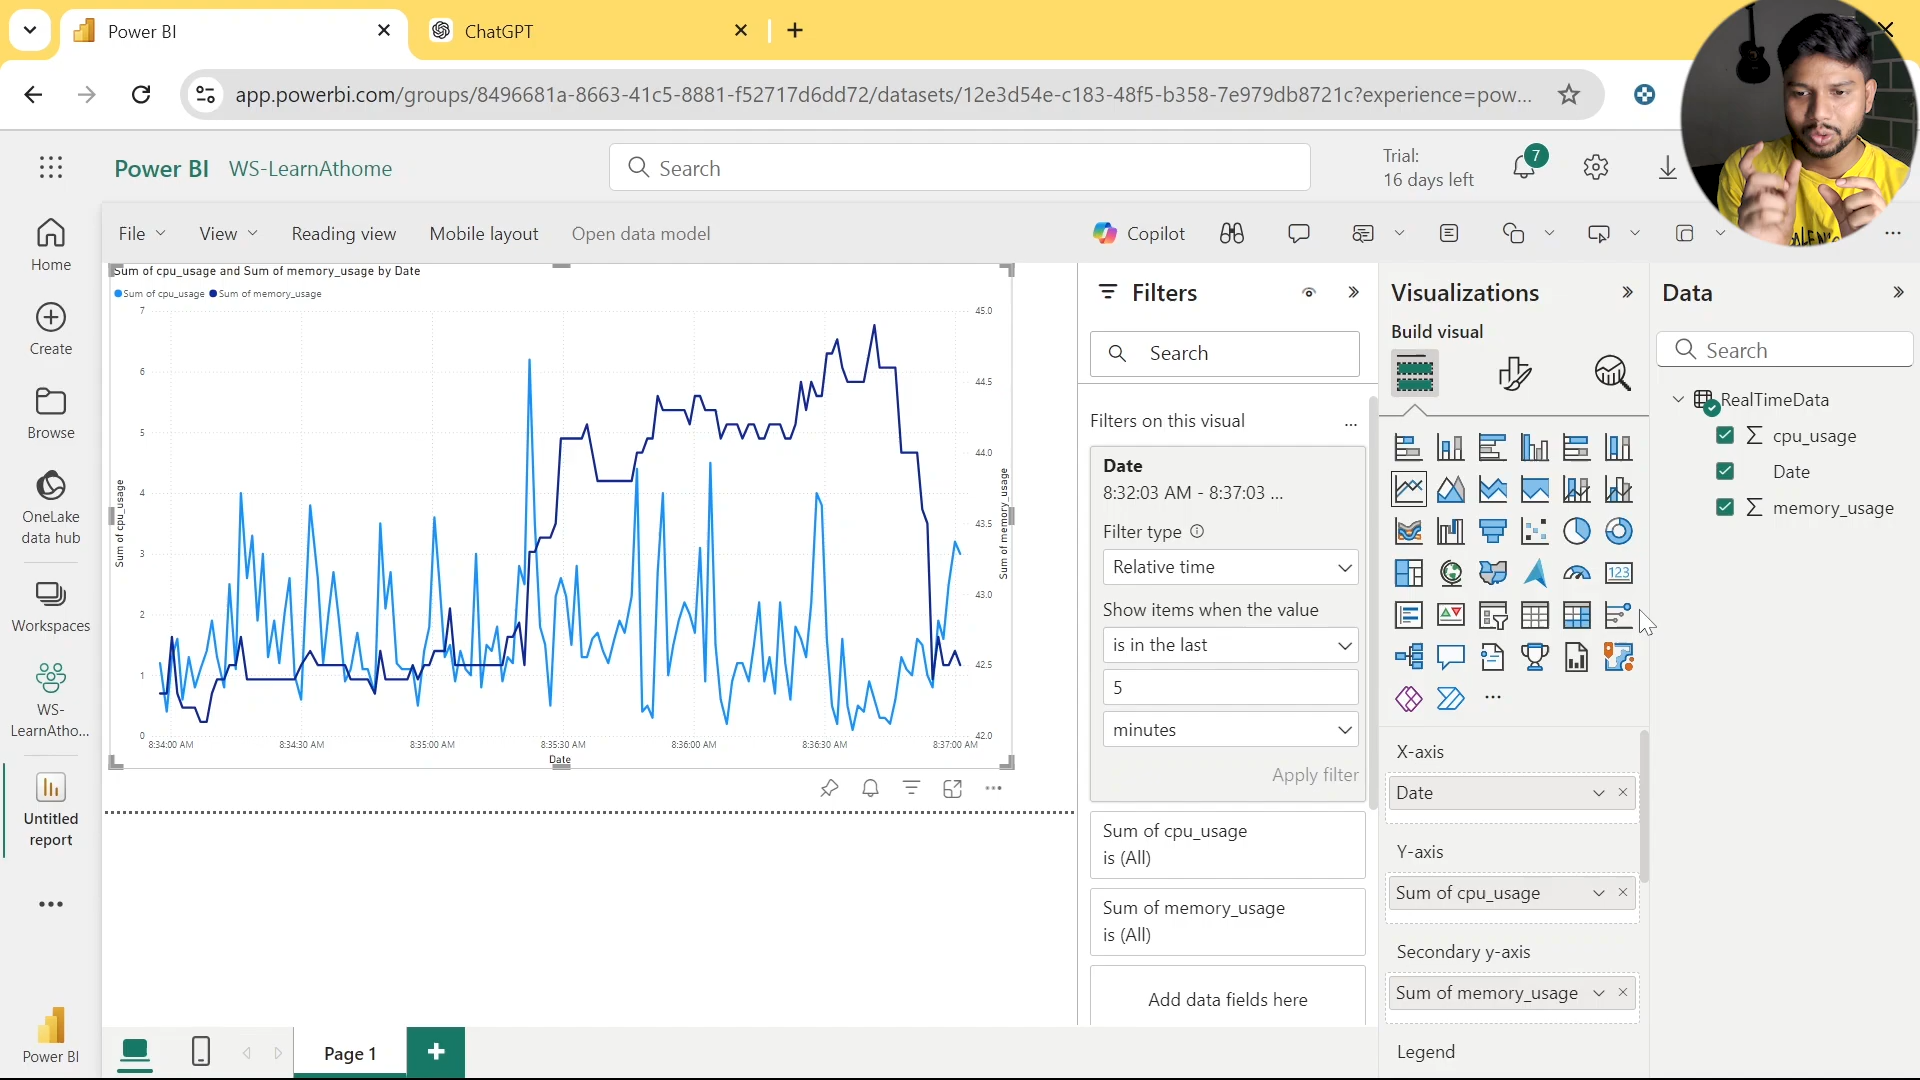 Power BI
ChatGPT
app.powerbi.com/groups/8496681a-8663-41c5-8881-f52717d6dd72/datasets/12e3d54e-c183-48f5-b358-7e979db8721c?experience=pow...
Power BI WS-LearnAthome
Search
Trial:
16 days left
7
File View Reading view Mobile layout Open data model
Copilot
Home
Create
Browse
OneLake
data hub
Workspaces
WS-
LearnAtho...
Untitled
report
Power BI
Sum of cpu_usage and Sum of memory_usage by Date
Sum of cpu_usage Sum of memory_usage
7
6
5
4
3
2
1
0
Sum of cpu_usage
45.0
44.5
44.0
43.5
43.0
42.5
42.0
Sum of memory_usage
8:34:00 AM 8:34:30 AM 8:35:00 AM 8:35:30 AM 8:36:00 AM 8:36:30 AM 8:37:00 AM
Date
Page 1
Filters
Search
Filters on this visual
Date
8:32:03 AM - 8:37:03 ...
Filter type
Relative time
Show items when the value
is in the last
5
minutes
Apply filter
Sum of cpu_usage
is (All)
Sum of memory_usage
is (All)
Add data fields here
Visualizations
Build visual
123
X-axis
Date
Y-axis
Sum of cpu_usage
Secondary y-axis
Sum of memory_usage
Legend
Data
Search
RealTimeData
cpu_usage
Date
memory_usage